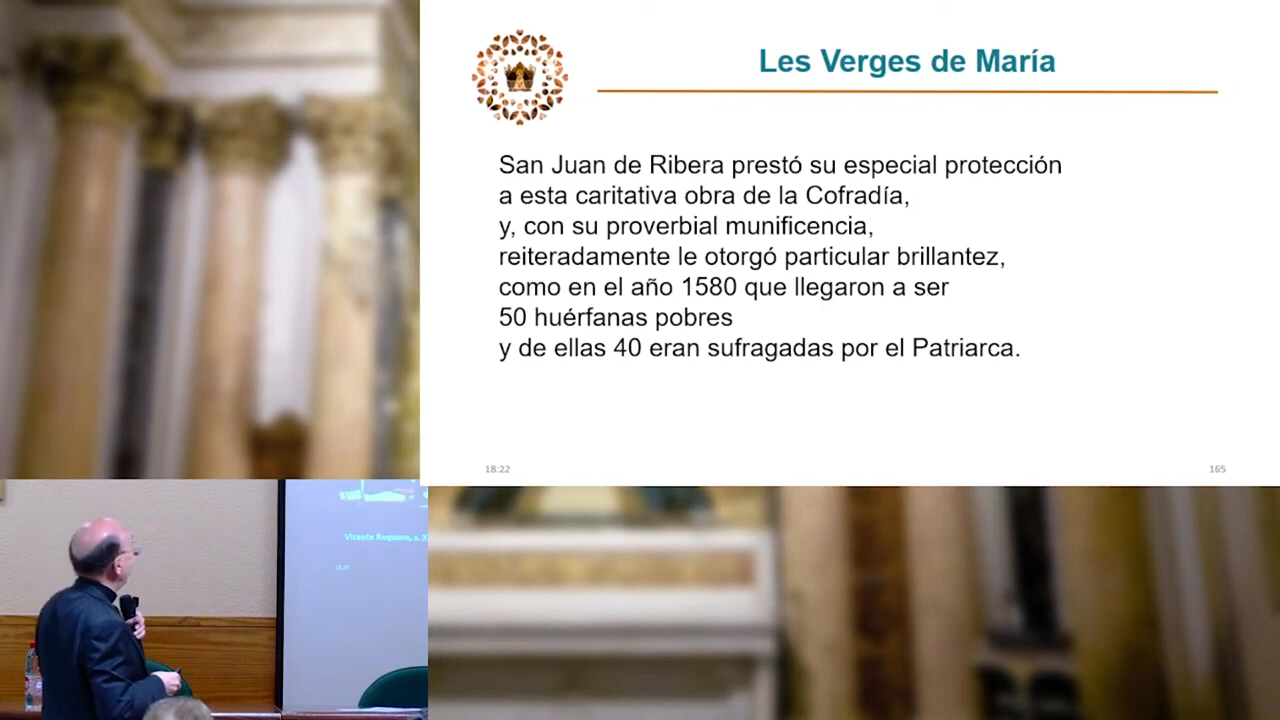 Les Verges de María
San Juan de Ribera prestó su especial protección
a esta caritativa obra de la Cofradía,
y, con su proverbial munificencia,
reiteradamente le otorgó particular brillantez,
como en el año 1580 que llegaron a ser
50 huérfanas pobres
y de ellas 40 eran sufragadas por el Patriarca.
18:22
165
Vicente Requena, s. X